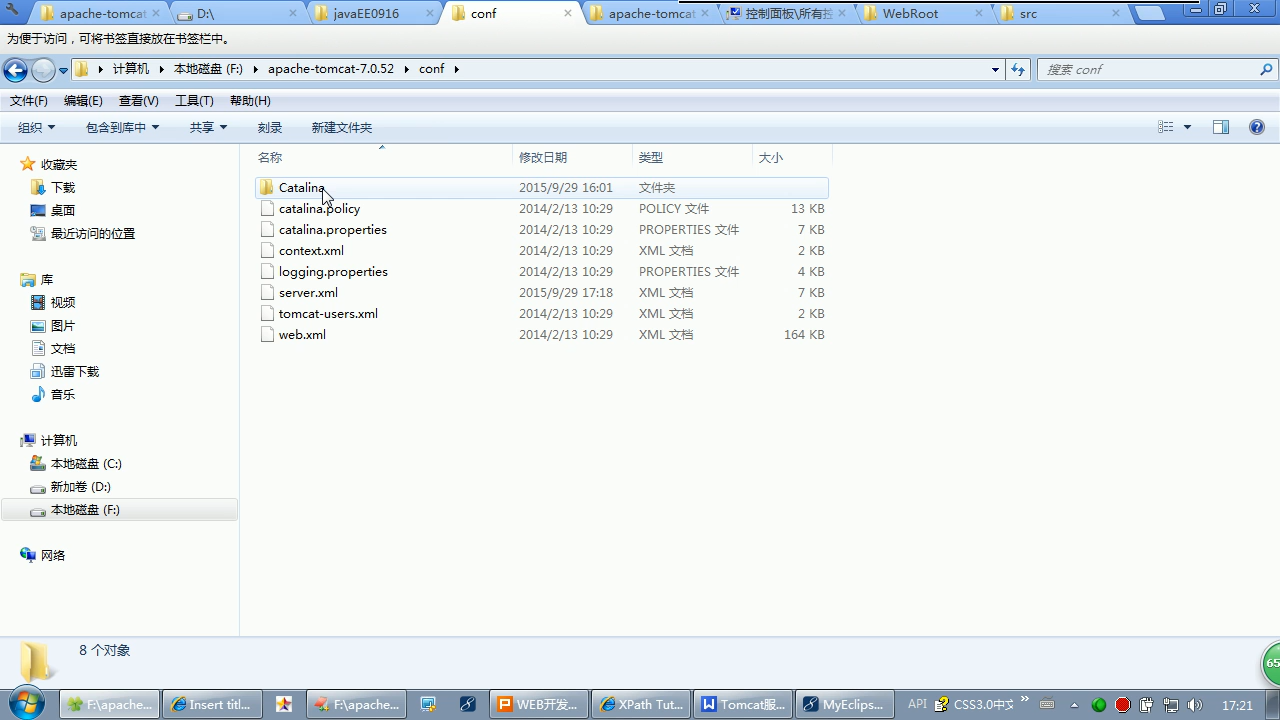 apache-tomcat
D:\
javaEE0916
conf
apache-tomcat
控制面板\所有控
WebRoot
src
为便于访问，可将书签直接放在书签栏中。
计算机 本地磁盘 (F:) apache-tomcat-7.0.52 conf
搜索 conf
文件(F) 编辑(E) 查看(V) 工具(T) 帮助(H)
组织 包含到库中 共享 刻录 新建文件夹
名称 修改日期 类型 大小
收藏夹
下载
桌面
最近访问的位置
库
视频
图片
文档
迅雷下载
音乐
计算机
本地磁盘 (C:)
新加卷 (D:)
本地磁盘 (F:)
网络
Catalina 2015/9/29 16:01 文件夹
catalina.policy 2014/2/13 10:29 POLICY 文件 13 KB
catalina.properties 2014/2/13 10:29 PROPERTIES 文件 7 KB
context.xml 2014/2/13 10:29 XML 文档 2 KB
logging.properties 2014/2/13 10:29 PROPERTIES 文件 4 KB
server.xml 2015/9/29 17:18 XML 文档 7 KB
tomcat-users.xml 2014/2/13 10:29 XML 文档 2 KB
web.xml 2014/2/13 10:29 XML 文档 164 KB
8 个对象
65
F:\apache...
Insert titl...
F:\apache...
WEB开发...
XPath Tut...
Tomcat服...
MyEclips...
API
CSS3.0中文
17:21